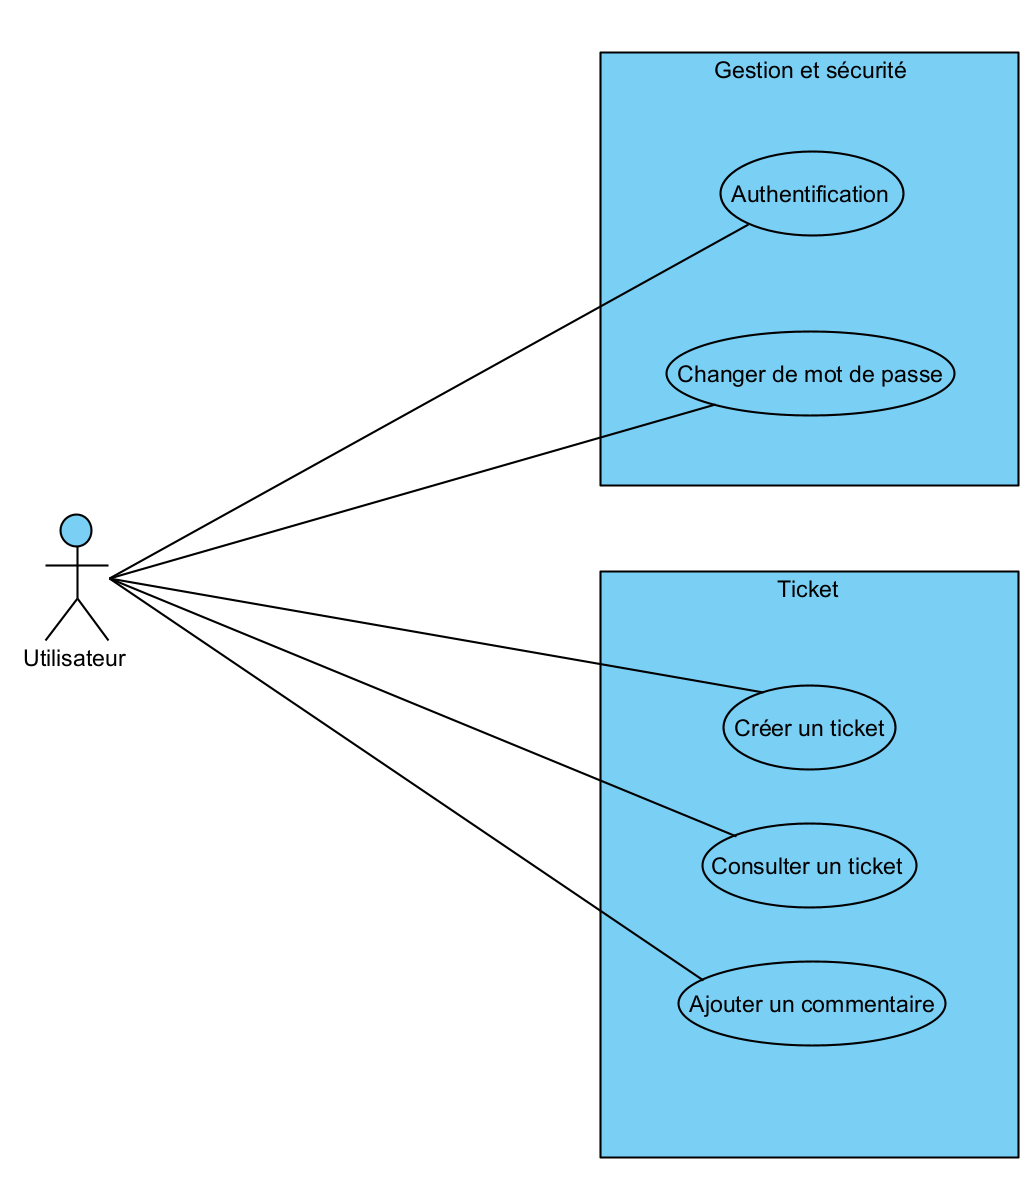 Gestion et sécurité
Authentification
Changer de mot de passe
Utilisateur
Ticket
Créer un ticket
Consulter un ticket
Ajouter un commentaire